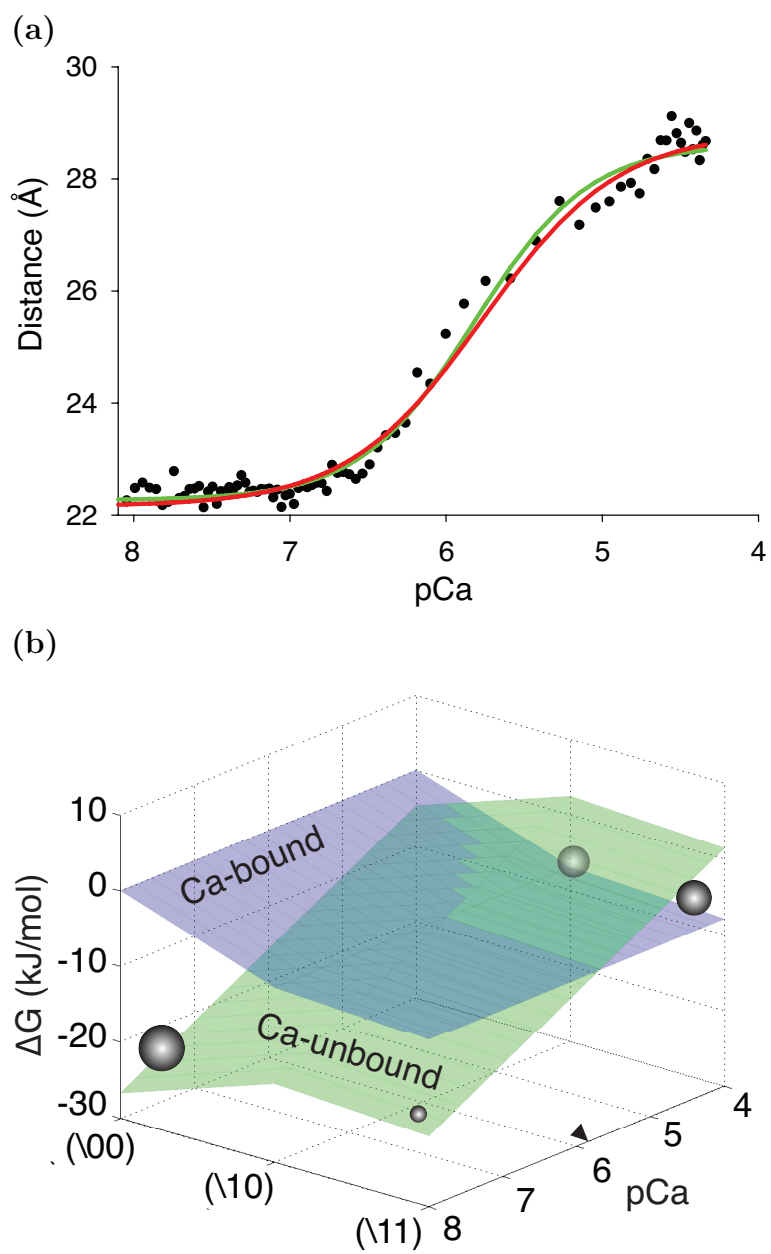 (a)
30
28
26
24
22
Distance (Å)
8 7 6 5 4
pCa
(b)
10
0
-10
-20
-30
ΔG (kJ/mol)
Ca-bound
Ca-unbound
(\00)
(\10)
(\11)
8
7
6
5
4
pCa